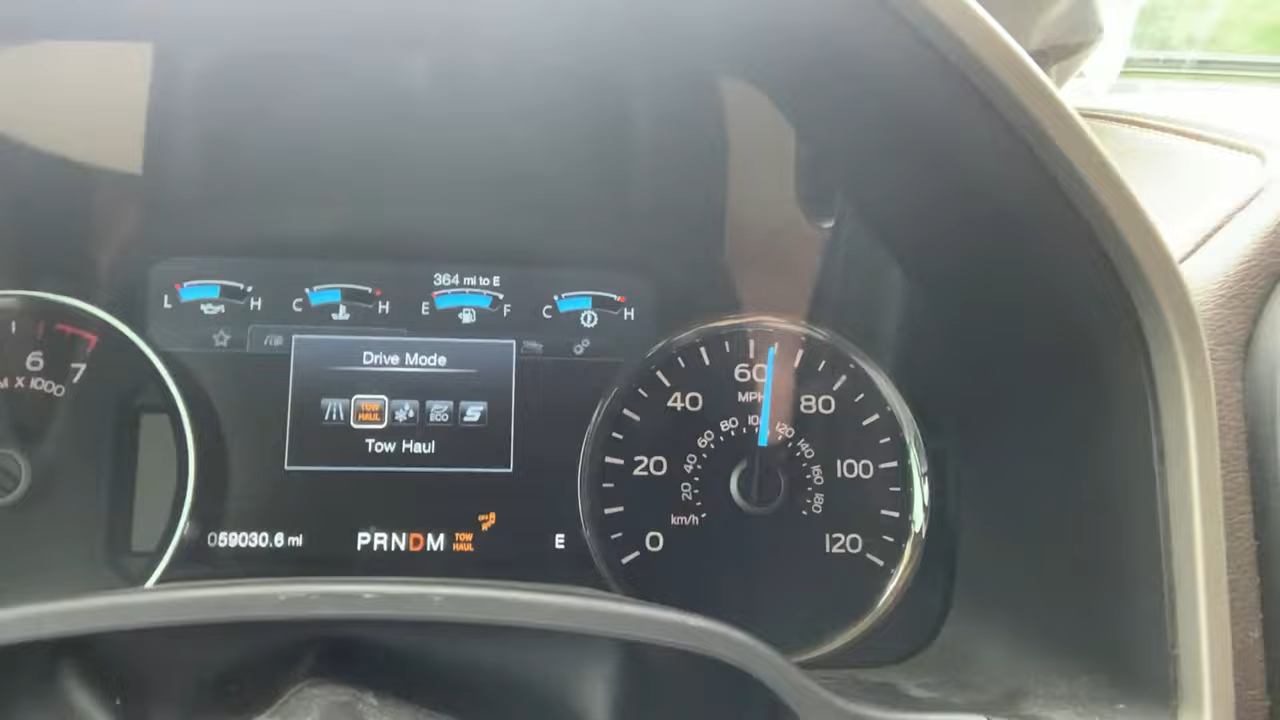 364 mi to E
L H C H E F C H
Drive Mode
TOW HAUL ECO S
Tow Haul
6
7
X 1000
059030.6 mi
PRNDM TOW HAUL OFF
E
0
20
40
60
80
100
120
MPH
20
40
60
80
120
140
160
180
km/h